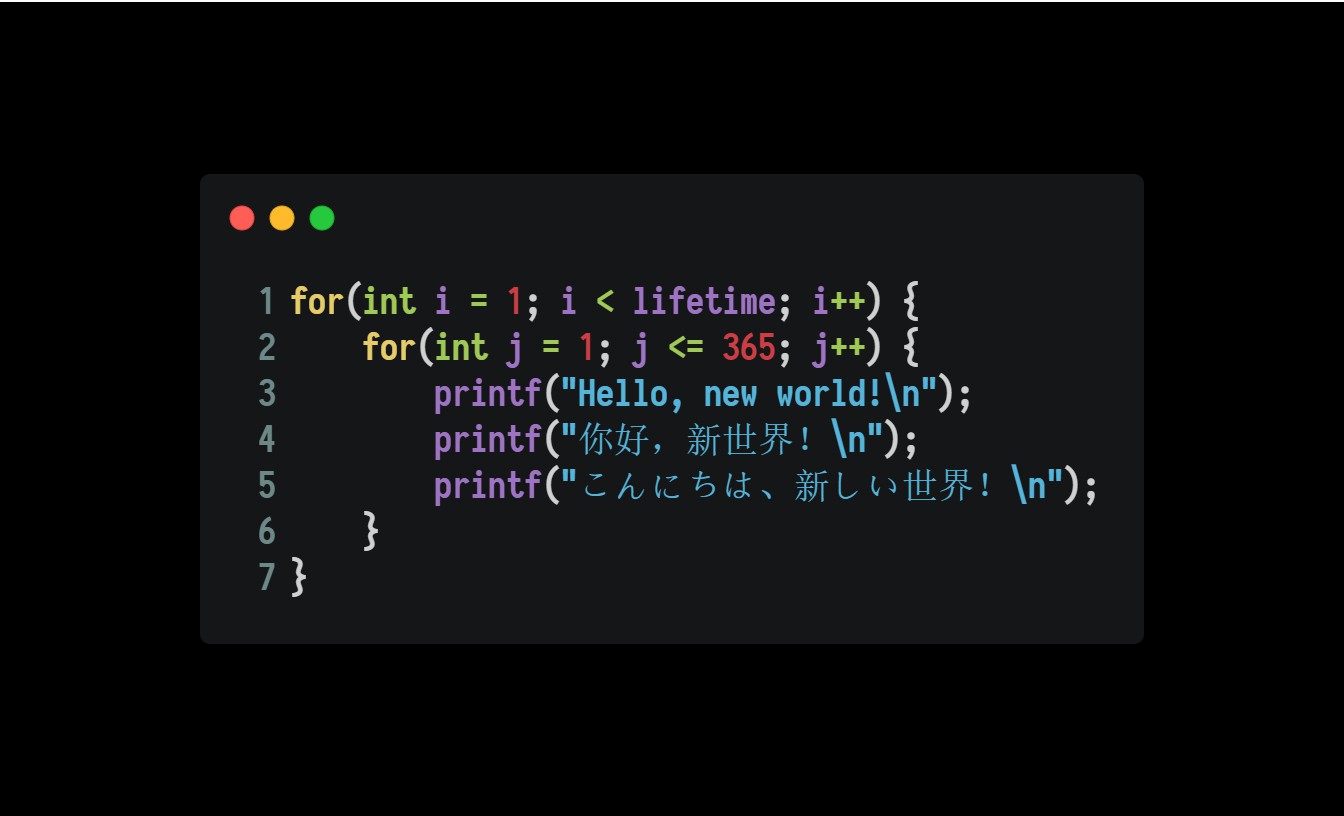 1 for(int i = 1; i < lifetime; i++) {
2     for(int j = 1; j <= 365; j++) {
3         printf("Hello, new world!\n");
4         printf("你好，新世界！\n");
5         printf("こんにちは、新しい世界！\n");
6     }
7 }